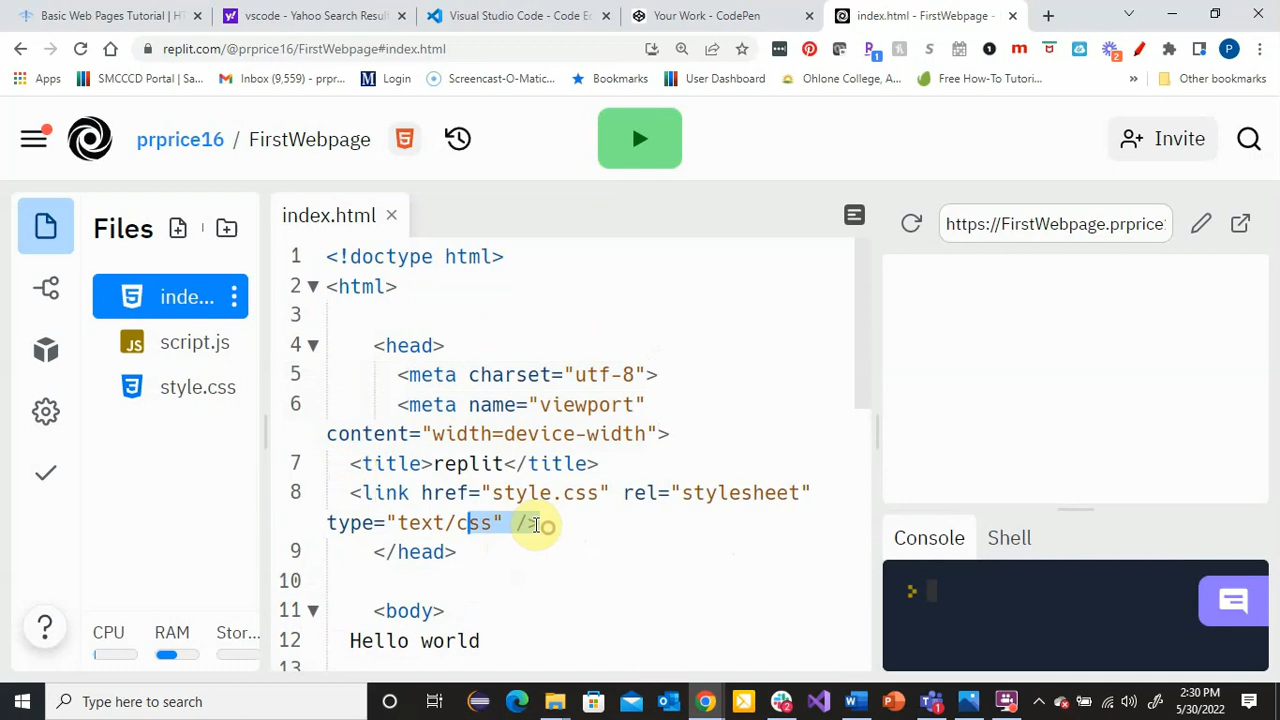 Basic Web Pages Tutorial | HT
vscode - Yahoo Search Result
Visual Studio Code - Code E
Your Work - CodePen
index.html - FirstWebpage -
replit.com/@prprice16/FirstWebpage#index.html
Apps
SMCCCD Portal | Sa...
Inbox (9,559) - prpr...
Login
Screencast-O-Matic...
Bookmarks
User Dashboard
Ohlone College, A...
Free How-To Tutori...
Other bookmarks
prprice16 / FirstWebpage
Invite
Files
index.html
https://FirstWebpage.prprice
inde...
script.js
style.css
1 <!doctype html>
2 <html>
3
4 <head>
5 <meta charset="utf-8">
6 <meta name="viewport"
content="width=device-width">
7 <title>replit</title>
8 <link href="style.css" rel="stylesheet"
type="text/css" />
9 </head>
10
11 <body>
12 Hello world
13
Console
Shell
>
CPU
RAM
Stor...
?
Type here to search
2:30 PM
5/30/2022